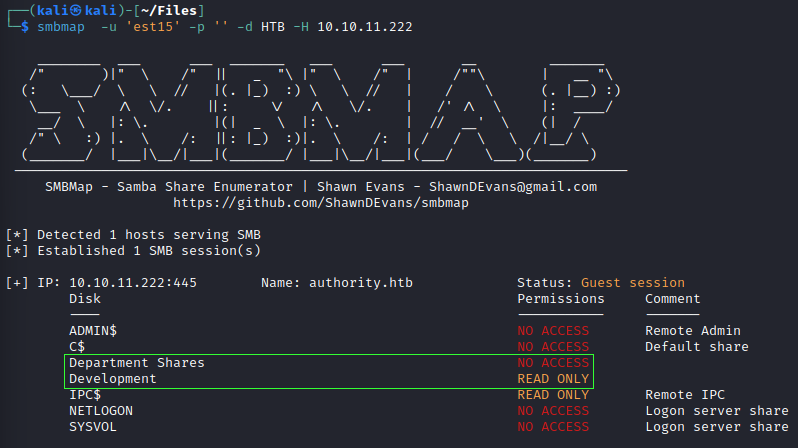 ┌──(kali㉿kali)-[~/Files]
└─$ smbmap  -u 'est15' -p '' -d HTB -H 10.10.11.222
SMBMAP
SMBMap - Samba Share Enumerator | Shawn Evans - ShawnDEvans@gmail.com
https://github.com/ShawnDEvans/smbmap
[*] Detected 1 hosts serving SMB
[*] Established 1 SMB session(s)
[+] IP: 10.10.11.222:445 Name: authority.htb Status: Guest session
Disk Permissions Comment
---- ----------- -------
ADMIN$ NO ACCESS Remote Admin
C$ NO ACCESS Default share
Department Shares NO ACCESS
Development READ ONLY
IPC$ READ ONLY Remote IPC
NETLOGON NO ACCESS Logon server share
SYSVOL NO ACCESS Logon server share